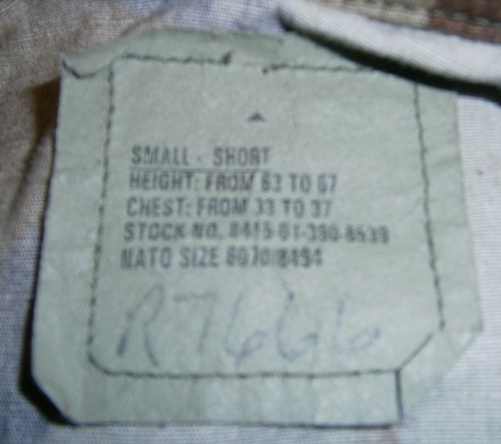 SMALL - SHORT
HEIGHT: FROM 63 TO 67
CHEST: FROM 33 TO 37
STOCK NO. 8415-01-390-8539
NATO SIZE 6070/8494
R7666